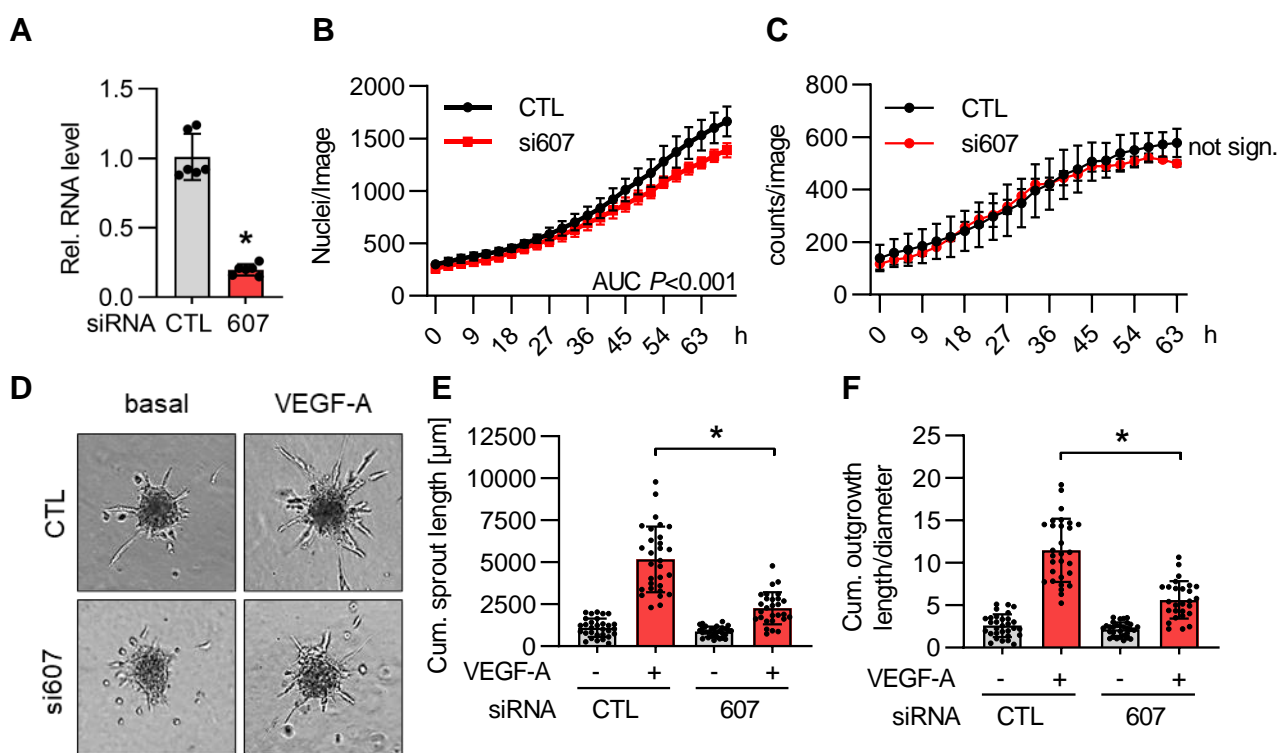 A
Rel. RNA level
1.5
1.0
0.5
0.0
*
siRNA CTL 607
B
Nuclei/Image
2000
1500
1000
500
0
CTL
si607
AUC P<0.001
0 9 18 27 36 45 54 63 h
C
counts/image
800
600
400
200
0
CTL
si607
not sign.
0 9 18 27 36 45 54 63 h
D
basal VEGF-A
CTL
si607
E
Cum. sprout length [µm]
12500
10000
7500
5000
2500
0
*
VEGF-A - + - +
siRNA CTL 607
F
Cum. outgrowth
length/diameter
25
20
15
10
5
0
*
VEGF-A - + - +
siRNA CTL 607